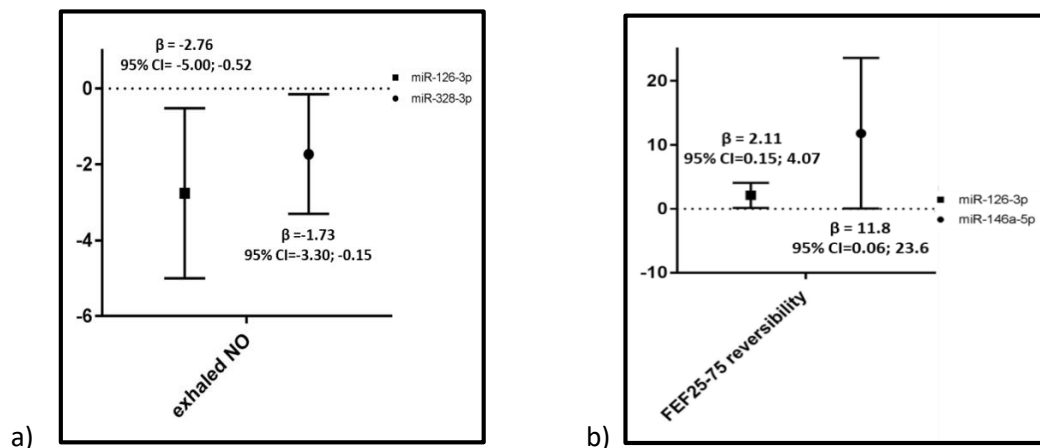 β = -2.76
95% CI= -5.00; -0.52
0
-2
-4
-6
miR-126-3p
miR-328-3p
β =-1.73
95% CI=-3.30; -0.15
exhaled NO
a)
20
10
0
-10
β = 2.11
95% CI=0.15; 4.07
miR-126-3p
miR-146a-5p
β = 11.8
95% CI=0.06; 23.6
FEF25-75 reversibility
b)